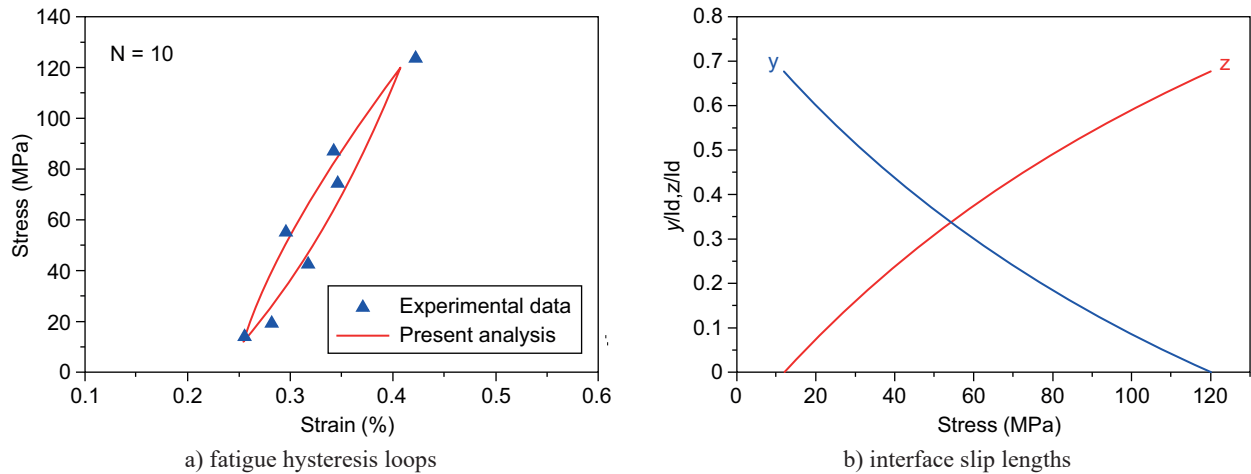 140
120
100
80
60
40
20
0
Stress (MPa)
N = 10
Experimental data
Present analysis
0.1
0.2
0.3
0.4
0.5
0.6
Strain (%)
a) fatigue hysteresis loops
0.8
0.7
0.6
0.5
0.4
0.3
0.2
0.1
0
y/ld,z/ld
y
z
0
20
40
60
80
100
120
Stress (MPa)
b) interface slip lengths